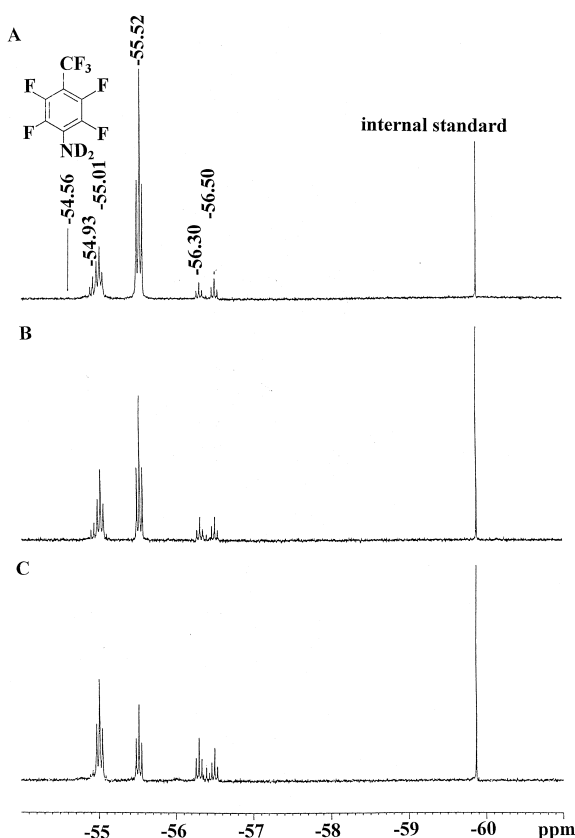 A
CF3
F F
F F
ND2
-54.56
-54.93
-55.01
-55.52
-56.30
-56.50
internal standard
B
C
-55 -56 -57 -58 -59 -60 ppm